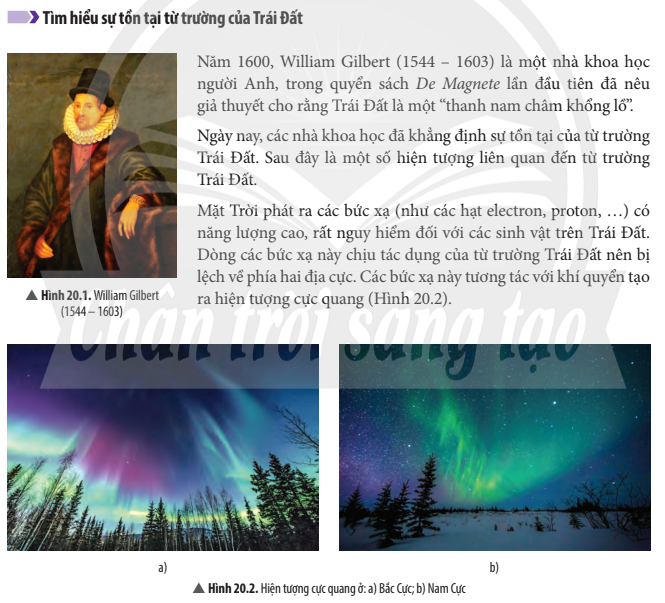 Tìm hiểu sự tồn tại từ trường của Trái Đất
Năm 1600, William Gilbert (1544 – 1603) là một nhà khoa học
người Anh, trong quyển sách De Magnete lần đầu tiên đã nêu
giả thuyết cho rằng Trái Đất là một “thanh nam châm khổng lồ”.
Ngày nay, các nhà khoa học đã khẳng định sự tồn tại của từ trường
Trái Đất. Sau đây là một số hiện tượng liên quan đến từ trường
Trái Đất.
Mặt Trời phát ra các bức xạ (như các hạt electron, proton, …) có
năng lượng cao, rất nguy hiểm đối với các sinh vật trên Trái Đất.
Dòng các bức xạ này chịu tác dụng của từ trường Trái Đất nên bị
lệch về phía hai địa cực. Các bức xạ này tương tác với khí quyển tạo
ra hiện tượng cực quang (Hình 20.2).
▲ Hình 20.1. William Gilbert
(1544 – 1603)
Chân trời sáng tạo
a)
b)
▲ Hình 20.2. Hiện tượng cực quang ở: a) Bắc Cực; b) Nam Cực